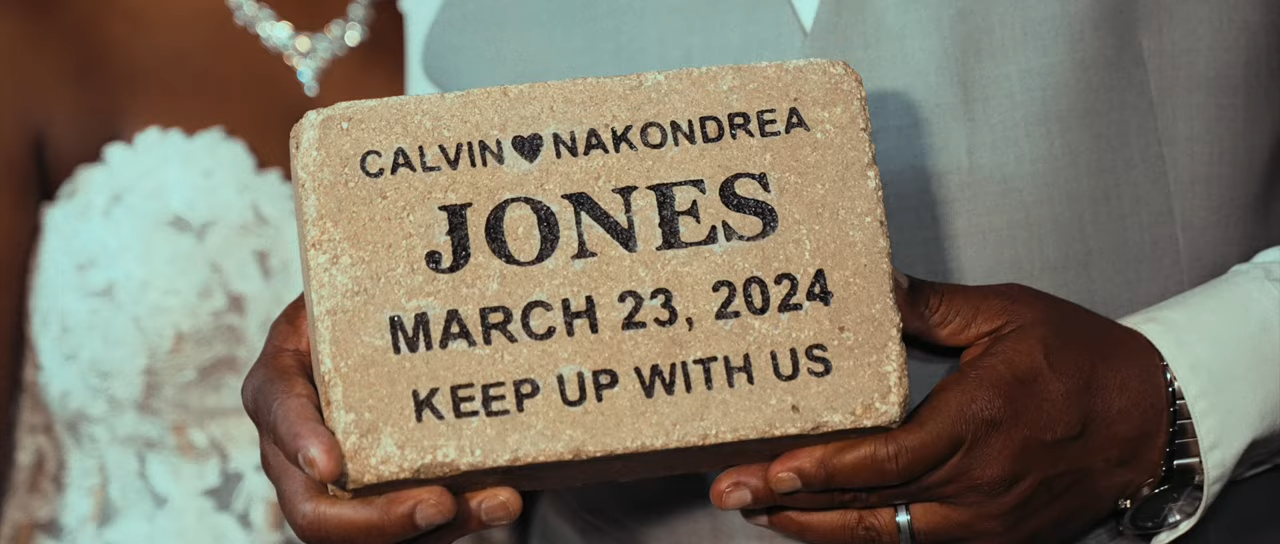 CALVIN♥NAKONDREA
JONES
MARCH 23, 2024
KEEP UP WITH US